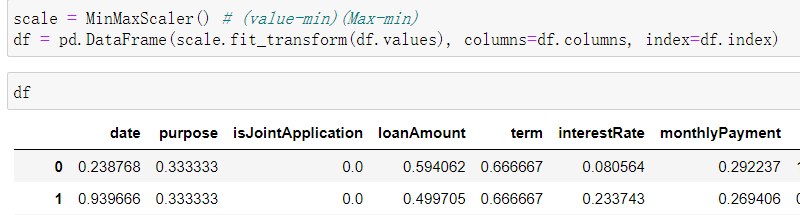 scale = MinMaxScaler() # (value-min)(Max-min)
df = pd.DataFrame(scale.fit_transform(df.values), columns=df.columns, index=df.index)
df
date purpose isJointApplication loanAmount term interestRate monthlyPayment
0 0.238768 0.333333 0.0 0.594062 0.666667 0.080564 0.292237
1 0.939666 0.333333 0.0 0.499705 0.666667 0.233743 0.269406